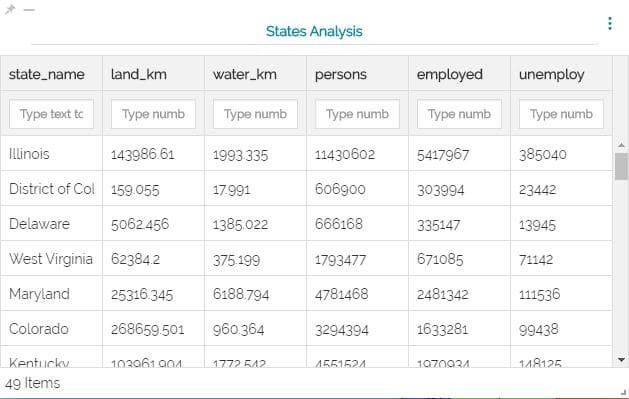 States Analysis
state_name land_km water_km persons employed unemploy
Type text tc Type numb Type numb Type numb Type numb Type numb
Illinois 143986.61 1993.335 11430602 5417967 385040
District of Col 159.055 17.991 606900 303994 23442
Delaware 5062.456 1385.022 666168 335147 13945
West Virginia 62384.2 375.199 1793477 671085 71142
Maryland 25316.345 6188.794 4781468 2481342 111536
Colorado 268659.501 960.364 3294394 1633281 99438
Kentucky 103961.904 1772.542 4551524 1970934 148125
49 Items